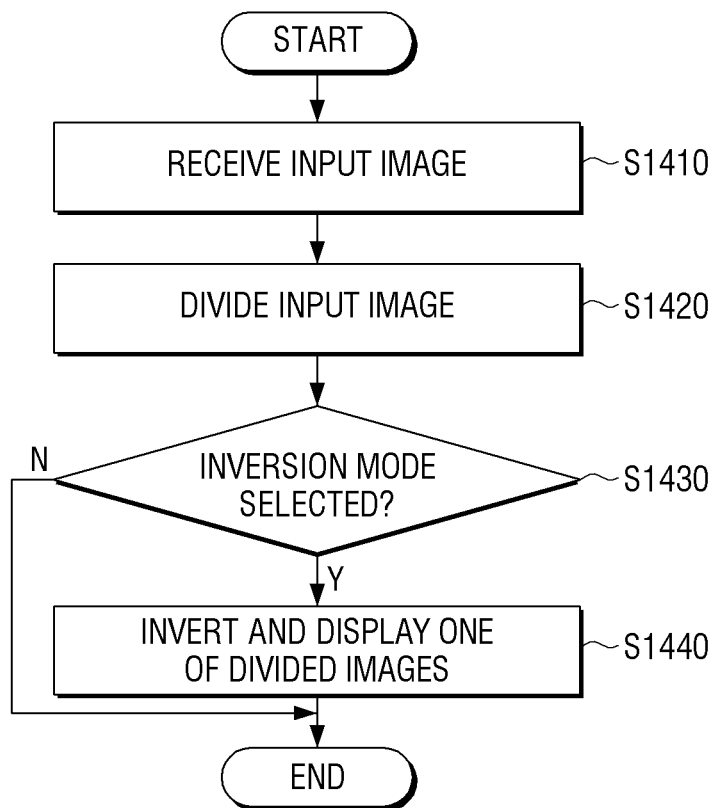 START
RECEIVE INPUT IMAGE
S1410
DIVIDE INPUT IMAGE
S1420
INVERSION MODE
SELECTED?
S1430
N
Y
INVERT AND DISPLAY ONE
OF DIVIDED IMAGES
S1440
END